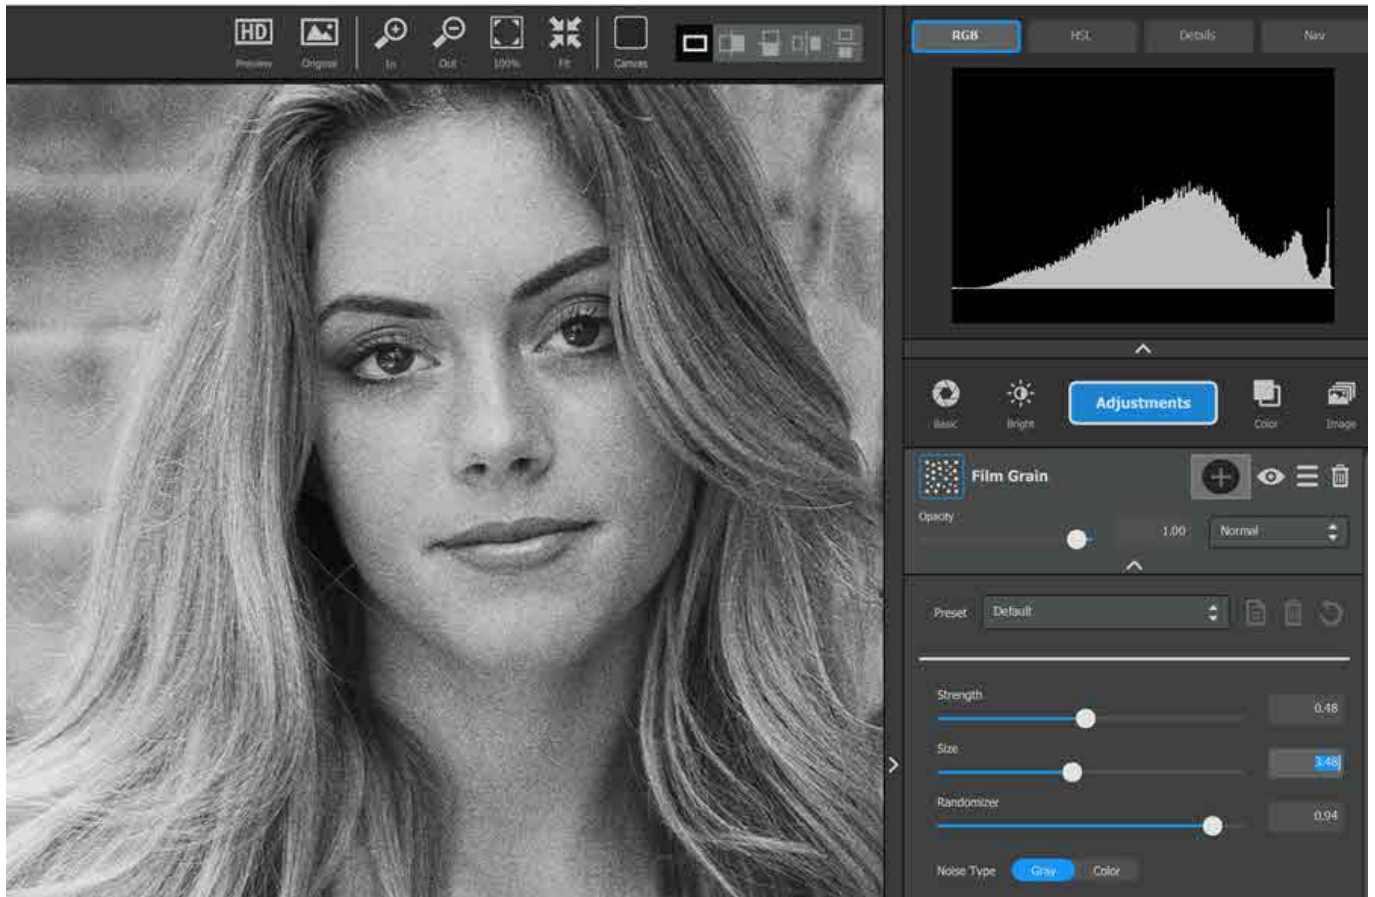 HD
Preview Original In Out 100% Fit Canvas
RGB HSL Details Nav
Basic Bright Adjustments Color Image
Film Grain
Opacity
1.00 Normal
Preset Default
Strength
0.48
Size
3.48
Randomizer
0.94
Noise Type Gray Color